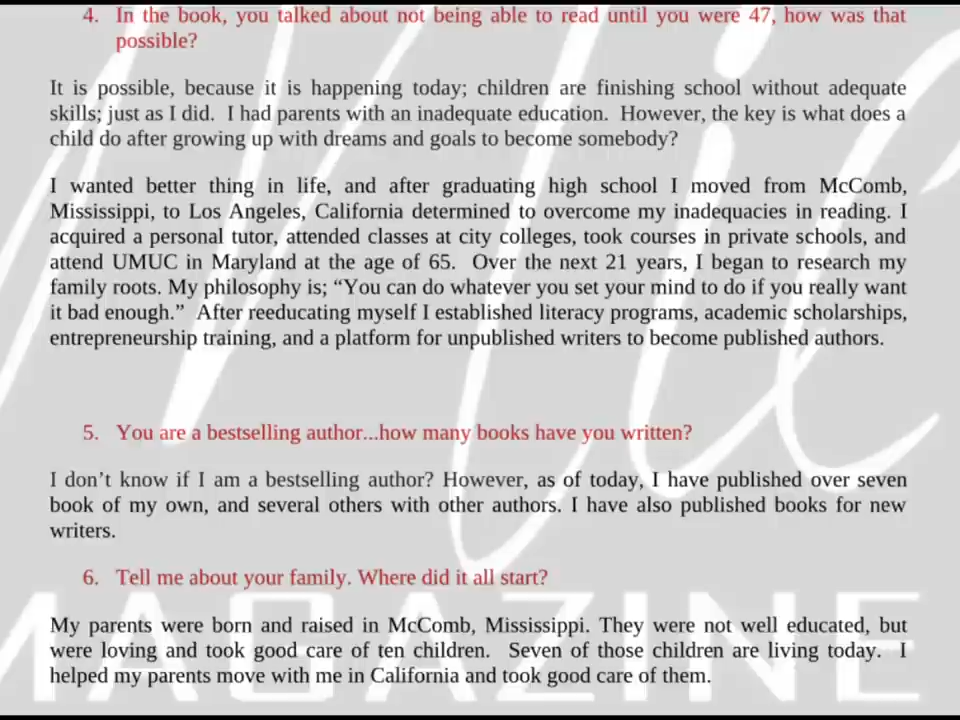 4. In the book, you talked about not being able to read until you were 47, how was that
possible?
It is possible, because it is happening today; children are finishing school without adequate
skills; just as I did. I had parents with an inadequate education. However, the key is what does a
child do after growing up with dreams and goals to become somebody?
I wanted better thing in life, and after graduating high school I moved from McComb,
Mississippi, to Los Angeles, California determined to overcome my inadequacies in reading. I
acquired a personal tutor, attended classes at city colleges, took courses in private schools, and
attend UMUC in Maryland at the age of 65. Over the next 21 years, I began to research my
family roots. My philosophy is; “You can do whatever you set your mind to do if you really want
it bad enough.” After reeducating myself I established literacy programs, academic scholarships,
entrepreneurship training, and a platform for unpublished writers to become published authors.
5. You are a bestselling author...how many books have you written?
I don’t know if I am a bestselling author? However, as of today, I have published over seven
book of my own, and several others with other authors. I have also published books for new
writers.
6. Tell me about your family. Where did it all start?
My parents were born and raised in McComb, Mississippi. They were not well educated, but
were loving and took good care of ten children. Seven of those children are living today. I
helped my parents move with me in California and took good care of them.
MAGAZINE